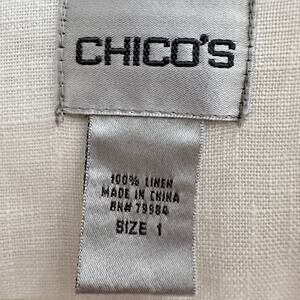 CHICO'S
100% LINEN
MADE IN CHINA
RN# 79984
SIZE 1